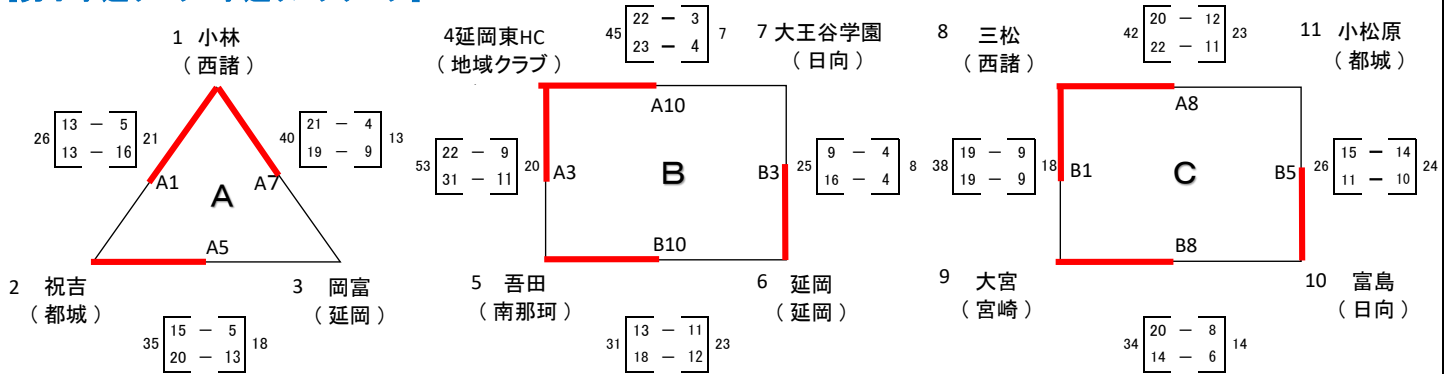 1 小林
（西諸）
26 13 － 5 21
13 － 16
40 21 － 4 13
19 － 9
A1
A7
A
A5
2 祝吉
（都城）
3 岡富
（延岡）
35 15 － 5 18
20 － 13
4延岡東HC
（地域クラブ）
45 22 － 3 7
23 － 4
7 大王谷学園
（日向）
A10
53 22 － 9 20
31 － 11
A3
B
B3
25 9 － 4 8
16 － 4
B10
5 吾田
（南那珂）
6 延岡
（延岡）
31 13 － 11 23
18 － 12
8 三松
（西諸）
42 20 － 12 23
22 － 11
11 小松原
（都城）
A8
38 19 － 9 18
19 － 9
B1
C
B5
26 15 － 14 24
11 － 10
B8
9 大宮
（宮崎）
10 富島
（日向）
34 20 － 8 14
14 － 6